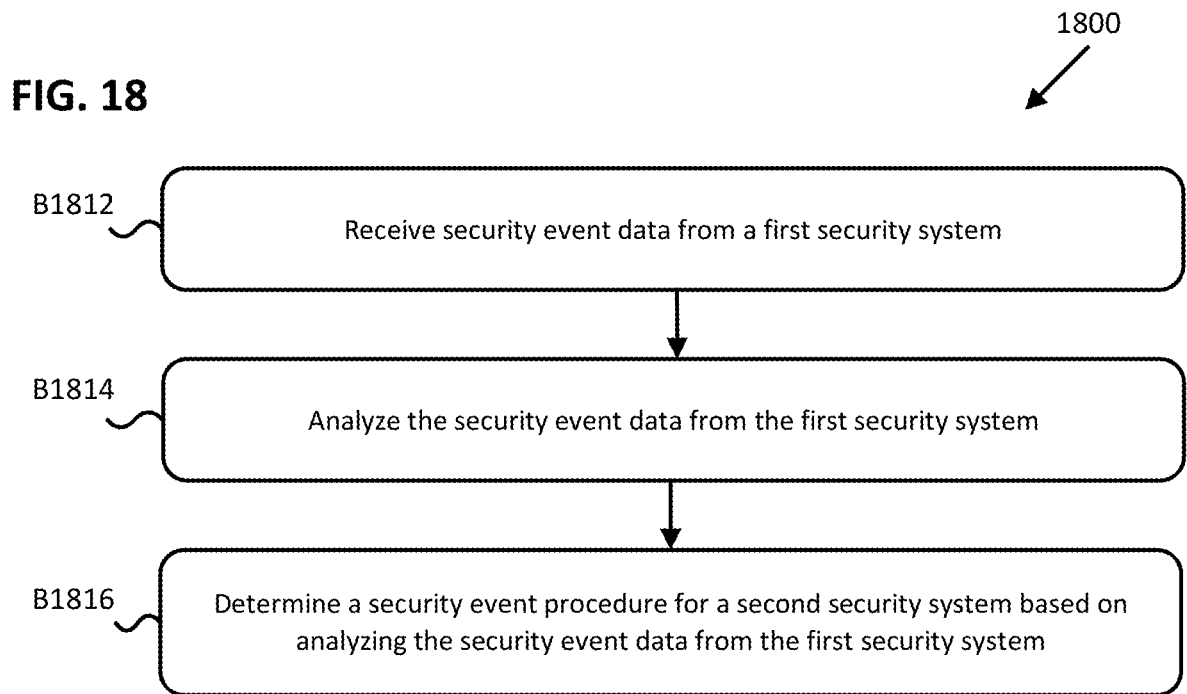 1800
FIG. 18
B1812
Receive security event data from a first security system
B1814
Analyze the security event data from the first security system
B1816
Determine a security event procedure for a second security system based on
analyzing the security event data from the first security system